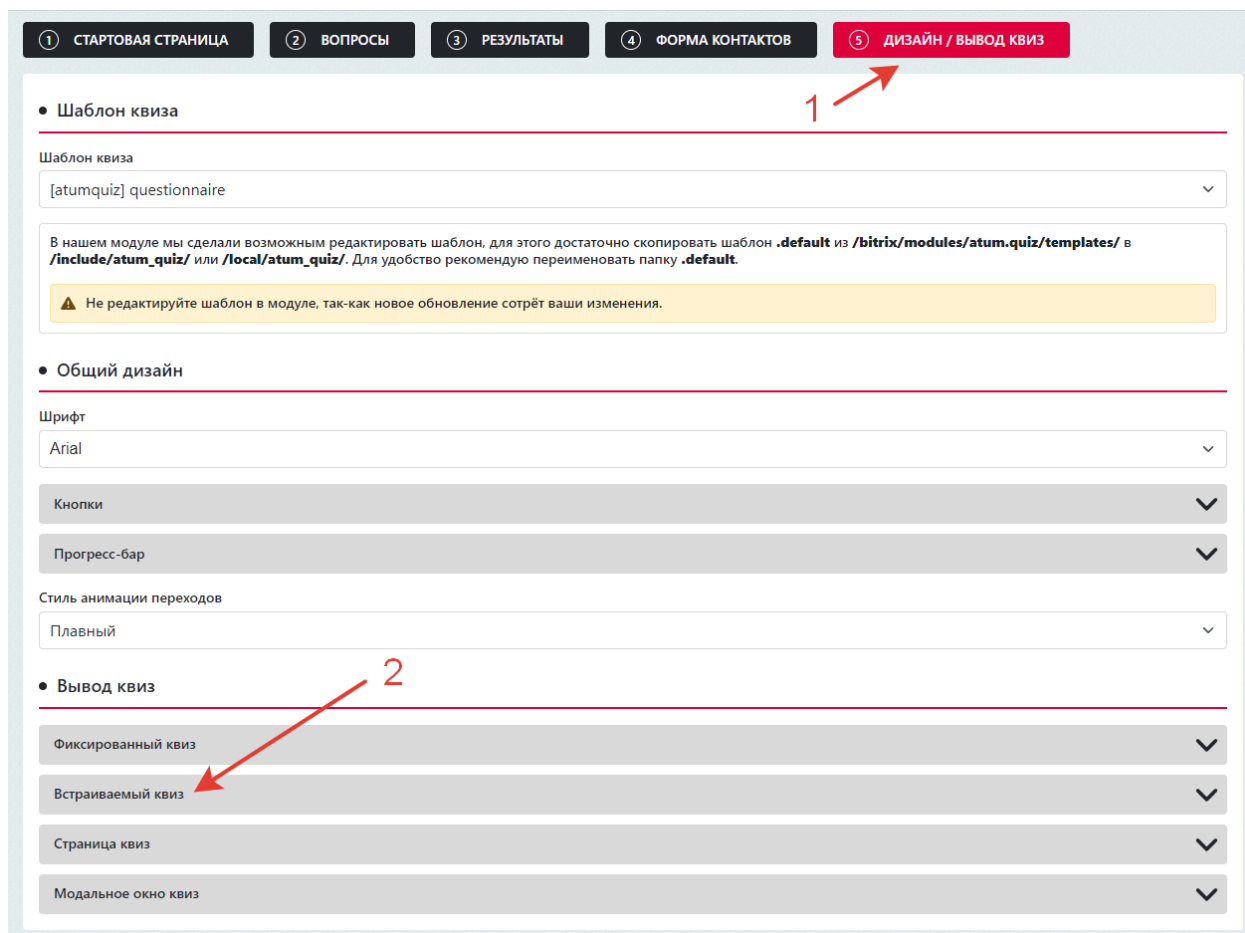 1 СТАРТОВАЯ СТРАНИЦА 2 ВОПРОСЫ 3 РЕЗУЛЬТАТЫ 4 ФОРМА КОНТАКТОВ 5 ДИЗАЙН / ВЫВОД КВИЗ
1
Шаблон квиза
Шаблон квиза
[atumquiz] questionnaire
В нашем модуле мы сделали возможным редактировать шаблон, для этого достаточно скопировать шаблон .default из /bitrix/modules/atum.quiz/templates/ в
/include/atum_quiz/ или /local/atum_quiz/. Для удобство рекомендую переименовать папку .default.
Не редактируйте шаблон в модуле, так-как новое обновление сотрёт ваши изменения.
Общий дизайн
Шрифт
Arial
Кнопки
Прогресс-бар
Стиль анимации переходов
Плавный
2
Вывод квиз
Фиксированный квиз
Встраиваемый квиз
Страница квиз
Модальное окно квиз